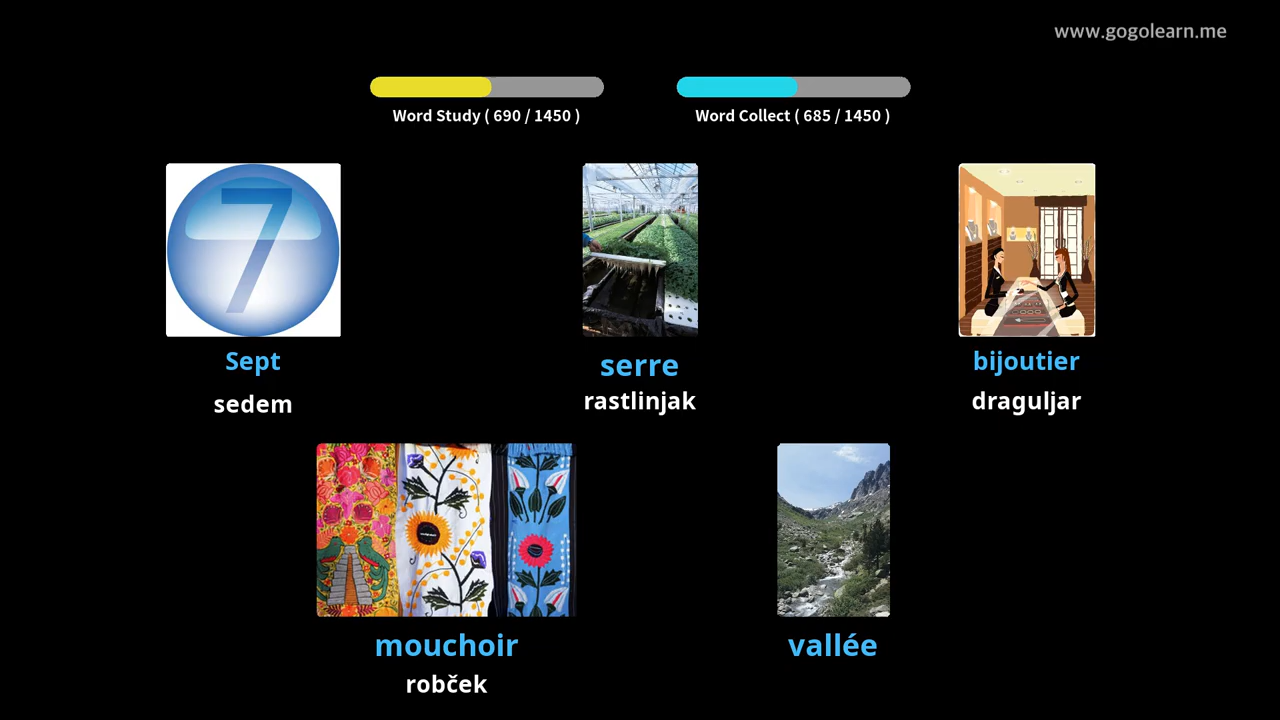 www.gogolearn.me
Word Study ( 690 / 1450 )
Word Collect ( 685 / 1450 )
7
Sept
sedem
serre
rastlinjak
bijoutier
draguljar
mouchoir
robček
vallée